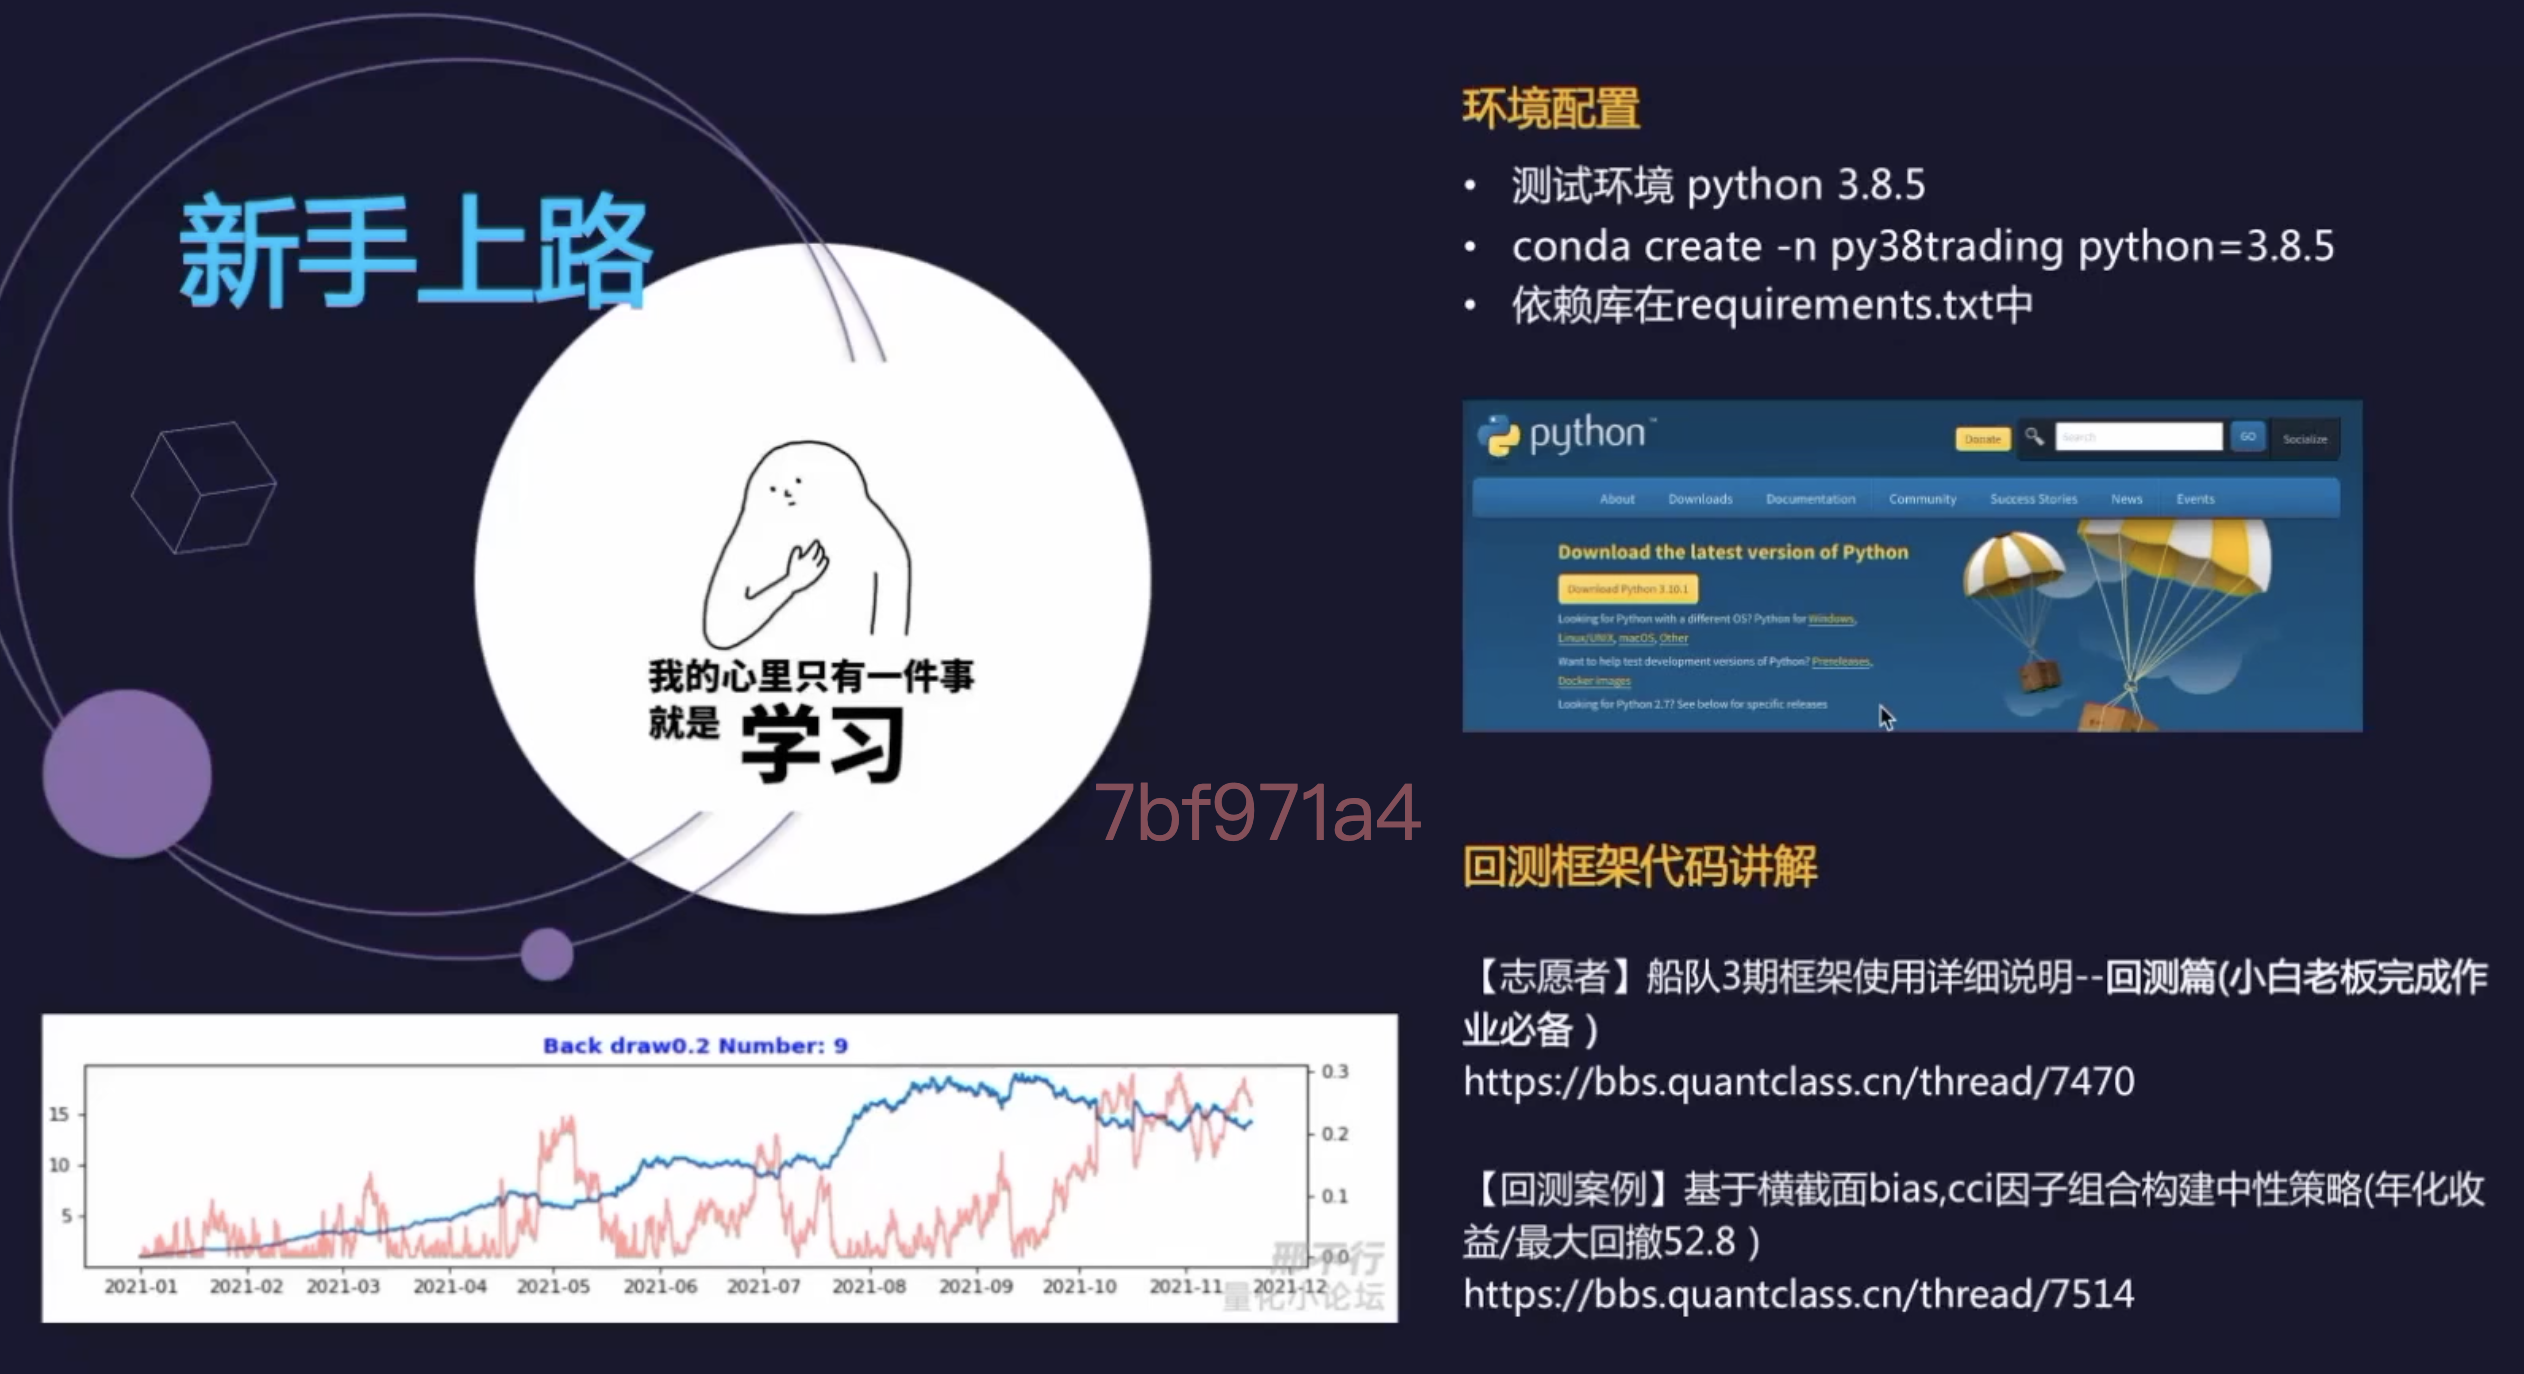 新手上路
我的心里只有一件事
就是 学习
7bf971a4
Back draw0.2 Number: 9
15
10
5
0.3
0.2
0.1
0.0
2021-01 2021-02 2021-03 2021-04 2021-05 2021-06 2021-07 2021-08 2021-09 2021-10 2021-11 2021-12
邢不行
量化小论坛
环境配置
• 测试环境 python 3.8.5
• conda create -n py38trading python=3.8.5
• 依赖库在requirements.txt中
python™
Donate Search GO Socialize
About Downloads Documentation Community Success Stories News Events
Download the latest version of Python
Download Python 3.10.1
Looking for Python with a different OS? Python for Windows,
Linux/UNIX, macOS, Other
Want to help test development versions of Python? Prereleases,
Docker images
Looking for Python 2.7? See below for specific releases
回测框架代码讲解
【志愿者】船队3期框架使用详细说明--回测篇(小白老板完成作
业必备）
https://bbs.quantclass.cn/thread/7470
【回测案例】基于横截面bias,cci因子组合构建中性策略(年化收
益/最大回撤52.8）
https://bbs.quantclass.cn/thread/7514